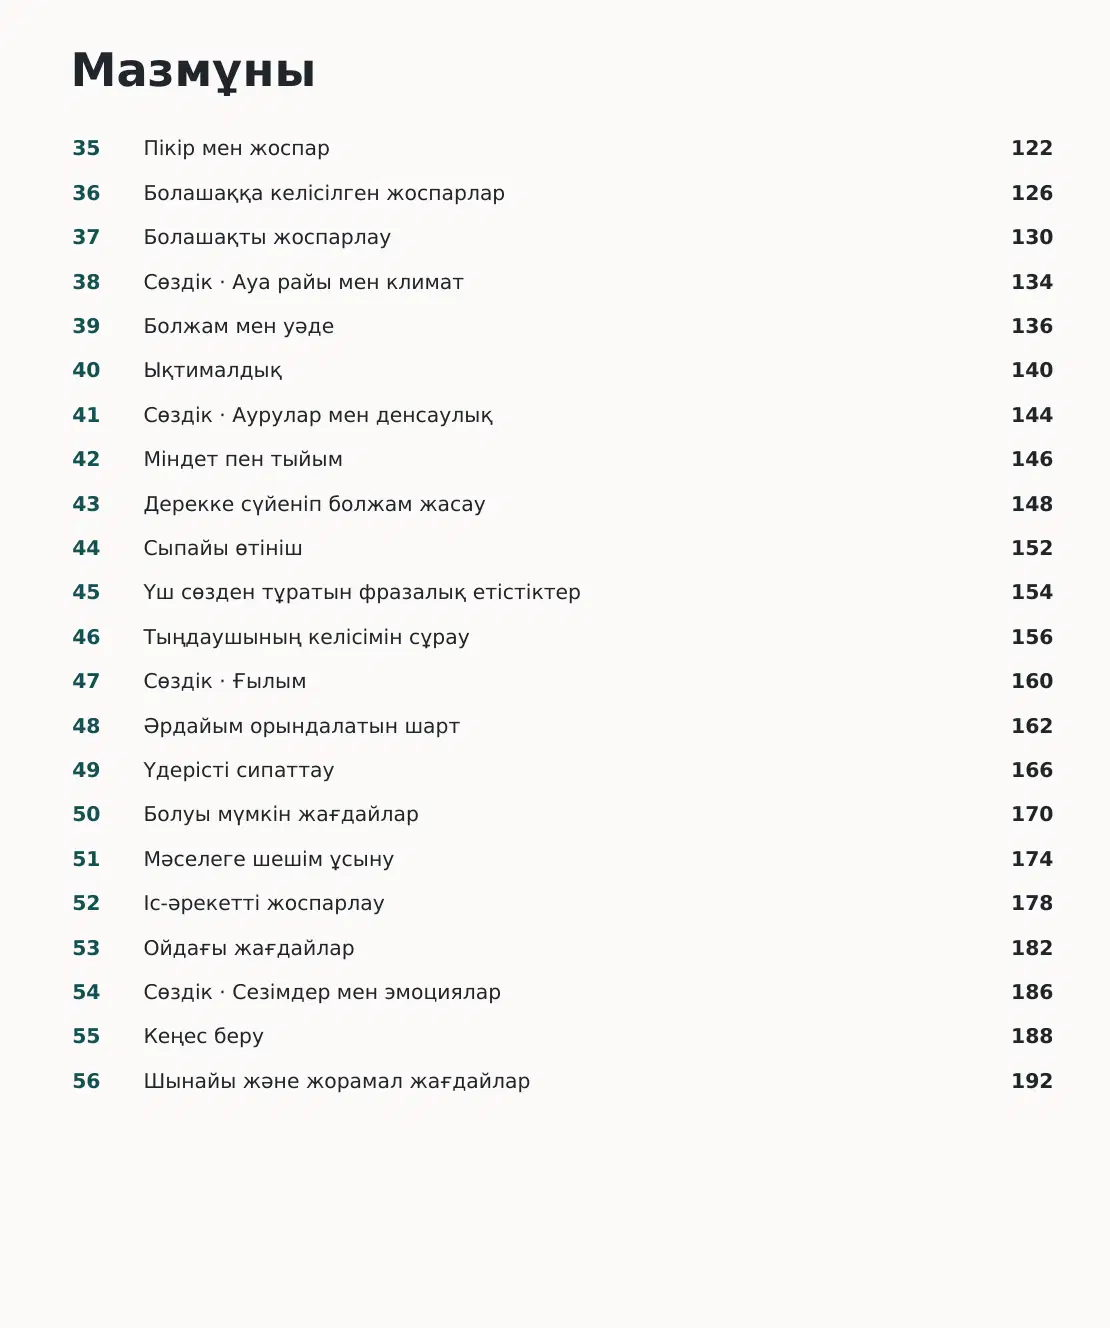 Мазмұны
35 Пікір мен жоспар 122
36 Болашаққа келісілген жоспарлар 126
37 Болашақты жоспарлау 130
38 Сөздік · Ауа райы мен климат 134
39 Болжам мен уәде 136
40 Ықтималдық 140
41 Сөздік · Аурулар мен денсаулық 144
42 Міндет пен тыйым 146
43 Дерекке сүйеніп болжам жасау 148
44 Сыпайы өтініш 152
45 Үш сөзден тұратын фразалық етістіктер 154
46 Тыңдаушының келісімін сұрау 156
47 Сөздік · Ғылым 160
48 Әрдайым орындалатын шарт 162
49 Үдерісті сипаттау 166
50 Болуы мүмкін жағдайлар 170
51 Мәселеге шешім ұсыну 174
52 Іс-әрекетті жоспарлау 178
53 Ойдағы жағдайлар 182
54 Сөздік · Сезімдер мен эмоциялар 186
55 Кеңес беру 188
56 Шынайы және жорамал жағдайлар 192